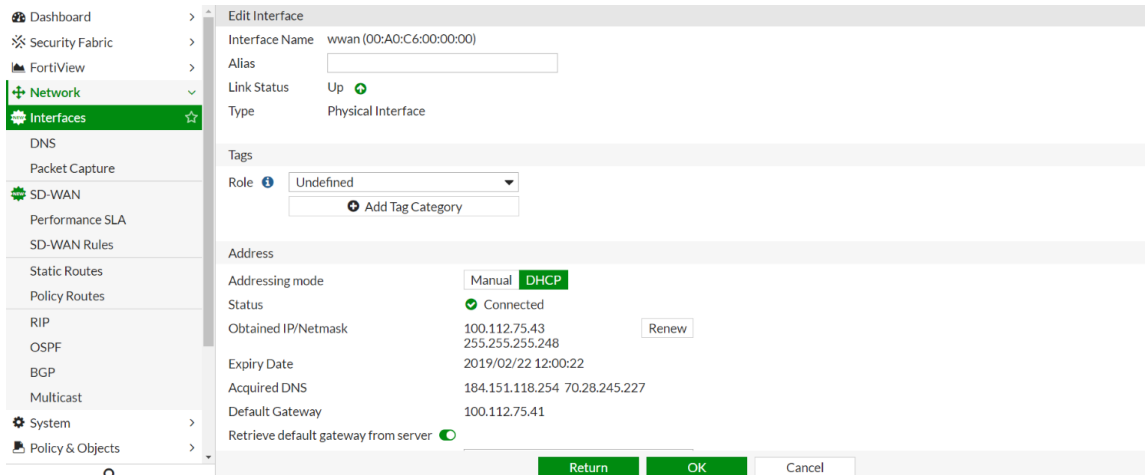 Dashboard
Security Fabric
FortiView
Network
NEW Interfaces
DNS
Packet Capture
NEW SD-WAN
Performance SLA
SD-WAN Rules
Static Routes
Policy Routes
RIP
OSPF
BGP
Multicast
System
Policy & Objects
Edit Interface
Interface Name wwan (00:A0:C6:00:00:00)
Alias
Link Status Up
Type Physical Interface
Tags
Role Undefined
Add Tag Category
Address
Addressing mode Manual DHCP
Status Connected
Obtained IP/Netmask 100.112.75.43 Renew
255.255.255.248
Expiry Date 2019/02/22 12:00:22
Acquired DNS 184.151.118.254 70.28.245.227
Default Gateway 100.112.75.41
Retrieve default gateway from server
Return OK Cancel